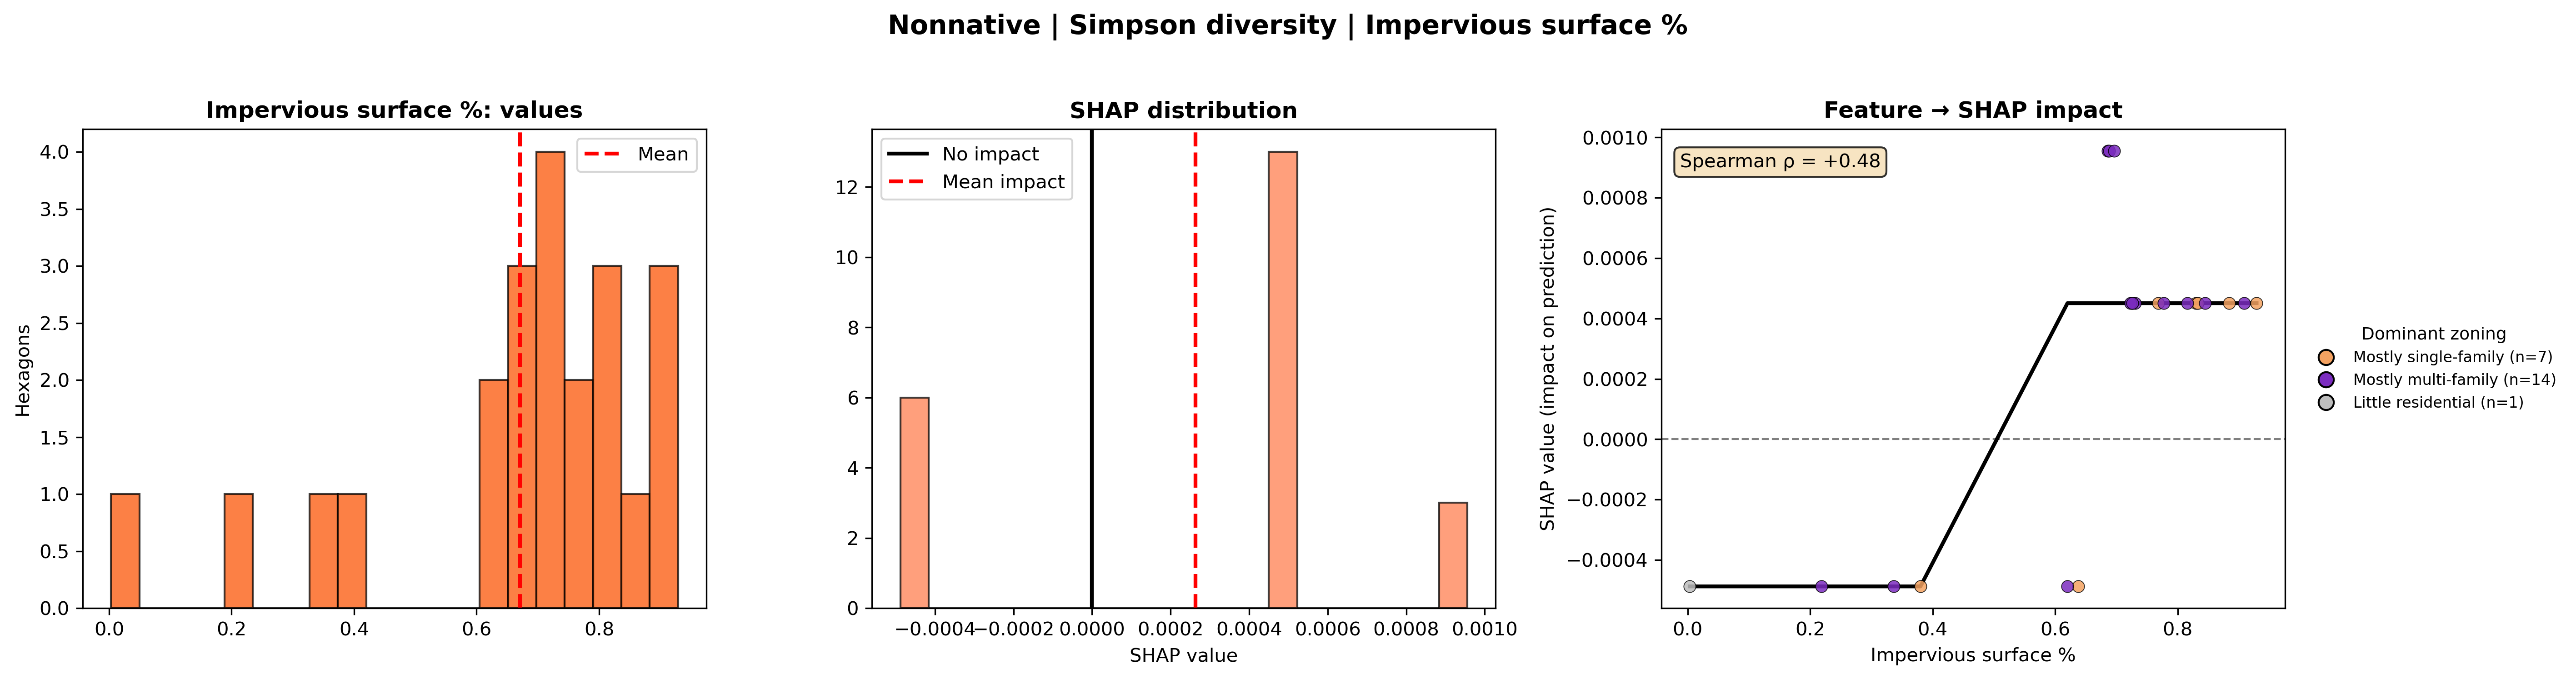 Nonnative | Simpson diversity | Impervious surface %
Impervious surface %: values
Hexagons
4.0
3.5
3.0
2.5
2.0
1.5
1.0
0.5
0.0
0.0
0.2
0.4
0.6
0.8
Mean
SHAP distribution
No impact
Mean impact
12
10
8
6
4
2
0
−0.0004
−0.0002
0.0000
0.0002
0.0004
0.0006
0.0008
0.0010
SHAP value
Feature → SHAP impact
Spearman ρ = +0.48
SHAP value (impact on prediction)
0.0010
0.0008
0.0006
0.0004
0.0002
0.0000
−0.0002
−0.0004
0.0
0.2
0.4
0.6
0.8
Impervious surface %
Dominant zoning
Mostly single-family (n=7)
Mostly multi-family (n=14)
Little residential (n=1)